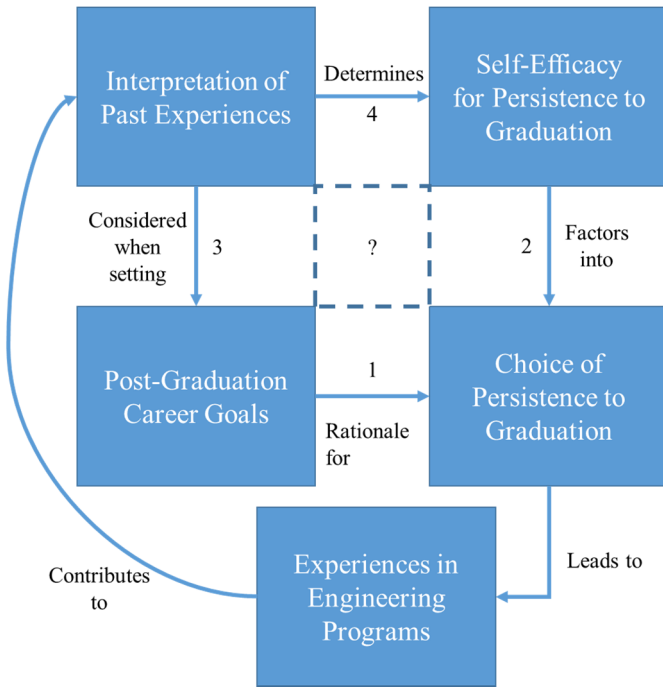 Interpretation of
Past Experiences
Determines
4
Self-Efficacy
for Persistence to
Graduation
Considered
when
setting
3
?
2
Factors
into
Post-Graduation
Career Goals
1
Rationale
for
Choice of
Persistence to
Graduation
Contributes
to
Experiences in
Engineering
Programs
Leads to